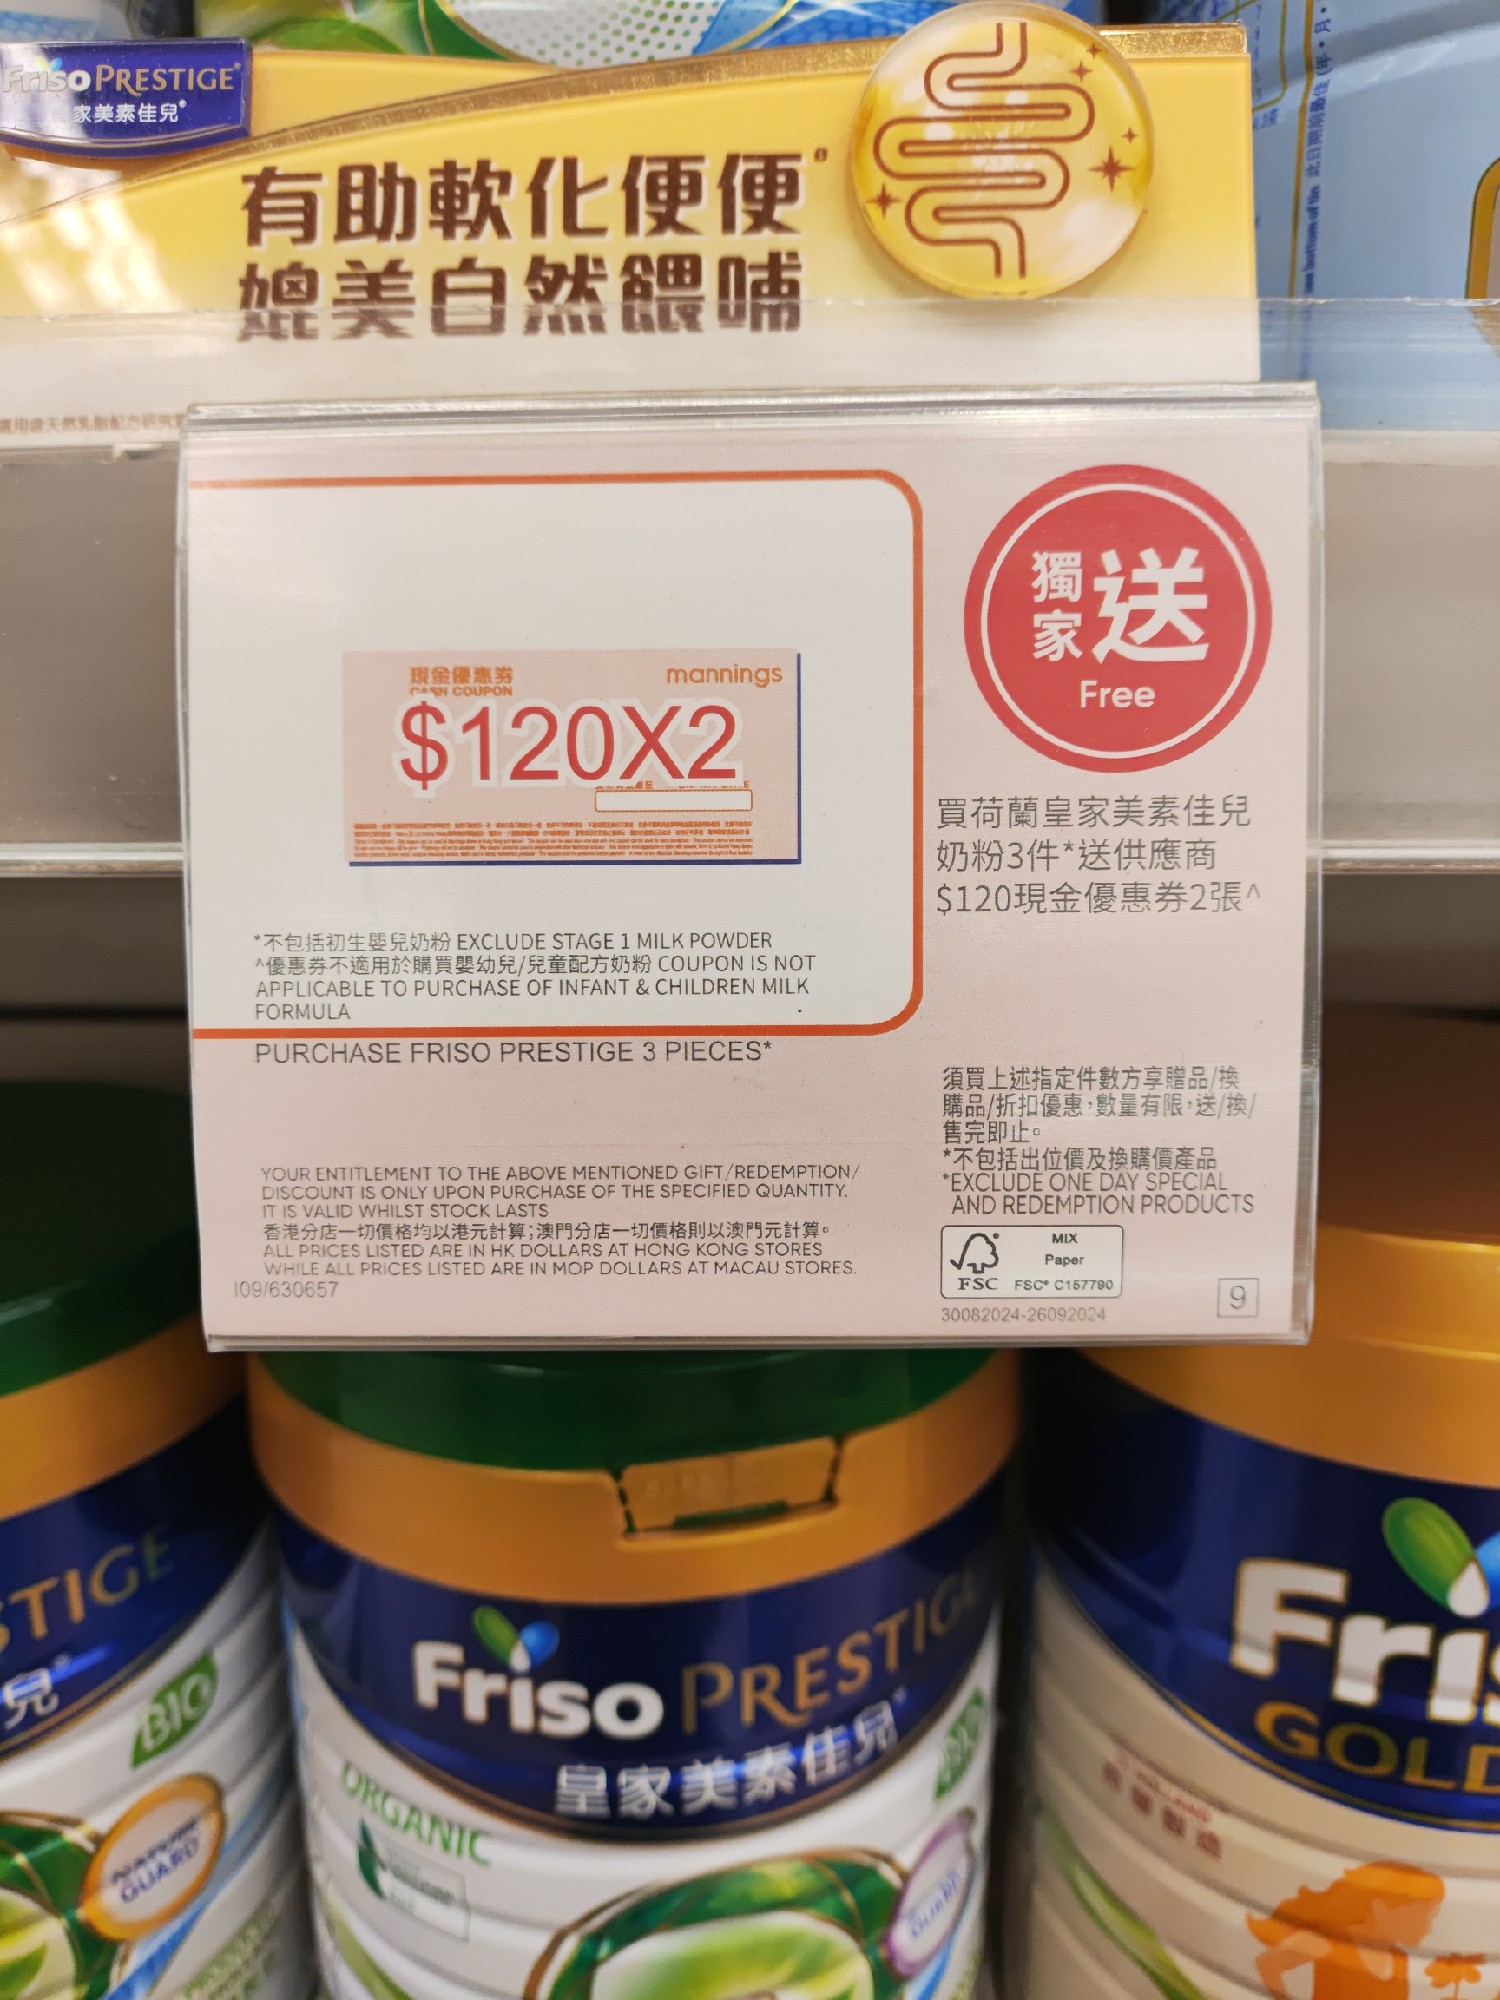 Friso PRESTIGE
家美素佳兒
有助軟化便便
媲美自然餵哺
獨家送
Free
現金優惠券
CASH COUPON
mannings
$120X2
買荷蘭皇家美素佳兒
奶粉3件*送供應商
$120現金優惠券2張^
*不包括初生嬰兒奶粉 EXCLUDE STAGE 1 MILK POWDER
^優惠券不適用於購買嬰幼兒/兒童配方奶粉 COUPON IS NOT
APPLICABLE TO PURCHASE OF INFANT & CHILDREN MILK
FORMULA
PURCHASE FRISO PRESTIGE 3 PIECES*
須買上述指定件數方享贈品/換
購品/折扣優惠,數量有限,送/換/
售完即止。
*不包括出位價及換購價產品
*EXCLUDE ONE DAY SPECIAL
AND REDEMPTION PRODUCTS
YOUR ENTITLEMENT TO THE ABOVE MENTIONED GIFT/REDEMPTION/
DISCOUNT IS ONLY UPON PURCHASE OF THE SPECIFIED QUANTITY.
IT IS VALID WHILST STOCK LASTS
香港分店一切價格均以港元計算;澳門分店一切價格則以澳門元計算。
ALL PRICES LISTED ARE IN HK DOLLARS AT HONG KONG STORES
WHILE ALL PRICES LISTED ARE IN MOP DOLLARS AT MACAU STORES.
109/630657
FSC
MIX
Paper
FSC® C157790
30082024-26092024
9
STIGE
兒
BIO
NATURE
GUARD
Friso PRESTIGE
皇家美素佳兒
ORGANIC
Fris
GOLD